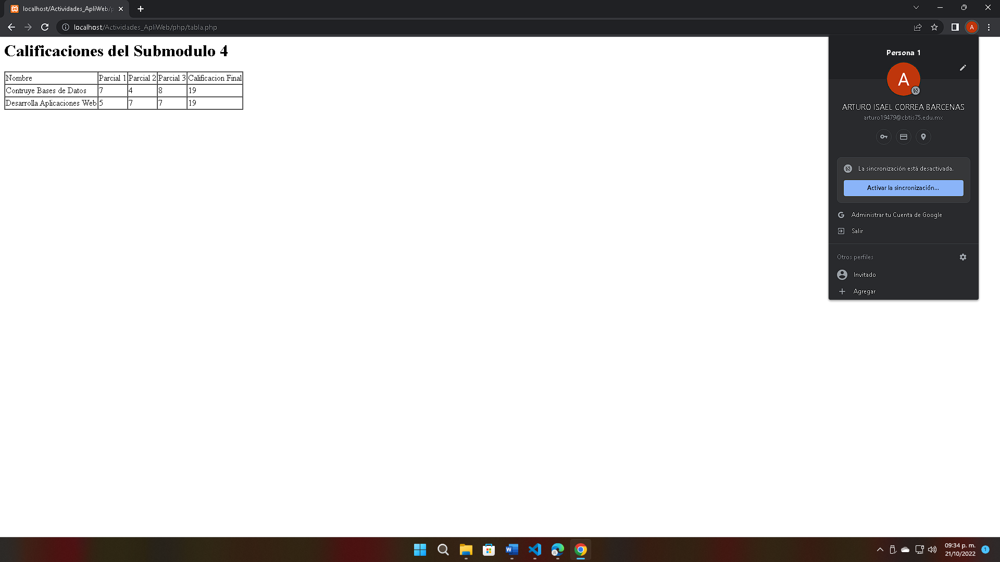 localhost/Actividades_ApliWeb/p
localhost/Actividades_ApliWeb/php/tabla.php
A
Calificaciones del Submodulo 4
Nombre Parcial 1 Parcial 2 Parcial 3 Calificacion Final
Contruye Bases de Datos 7 4 8 19
Desarrolla Aplicaciones Web 5 7 7 19
Persona 1
A
ARTURO ISAEL CORREA BARCENAS
arturo19479@cbtis75.edu.mx
La sincronización está desactivada.
Activar la sincronización...
Administrar tu Cuenta de Google
Salir
Otros perfiles
Invitado
Agregar
09:34 p. m.
21/10/2022
1